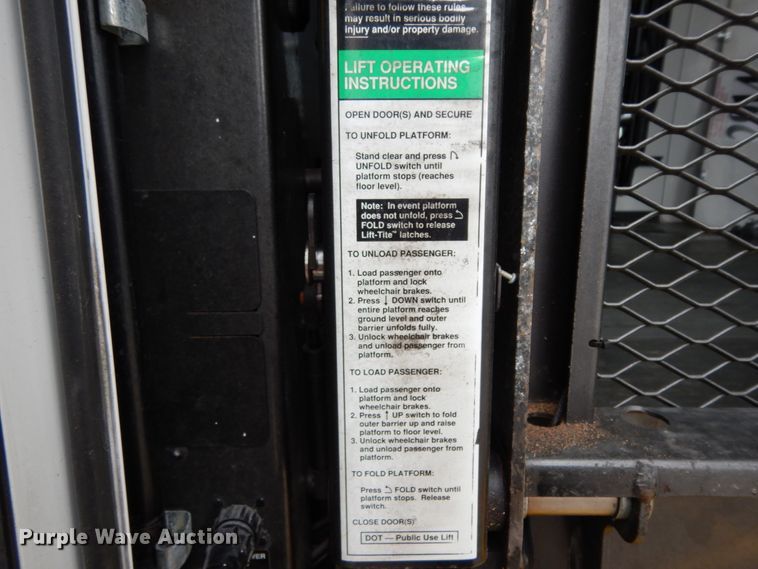 Failure to follow these rules
may result in serious bodily
injury and/or property damage.
LIFT OPERATING
INSTRUCTIONS
OPEN DOOR(S) AND SECURE
TO UNFOLD PLATFORM:
Stand clear and press
UNFOLD switch until
platform stops (reaches
floor level).
Note: In event platform
does not unfold, press
FOLD switch to release
Lift-Tite™ latches.
TO UNLOAD PASSENGER:
1. Load passenger onto
platform and lock
wheelchair brakes.
2. Press ↓ DOWN switch until
entire platform reaches
ground level and outer
barrier unfolds fully.
3. Unlock wheelchair brakes
and unload passenger from
platform.
TO LOAD PASSENGER:
1. Load passenger onto
platform and lock
wheelchair brakes.
2. Press ↑ UP switch to fold
outer barrier up and raise
platform to floor level.
3. Unlock wheelchair brakes
and unload passenger from
platform.
TO FOLD PLATFORM:
Press FOLD switch until
platform stops. Release
switch.
CLOSE DOOR(S)
DOT — Public Use Lift
Purple Wave Auction